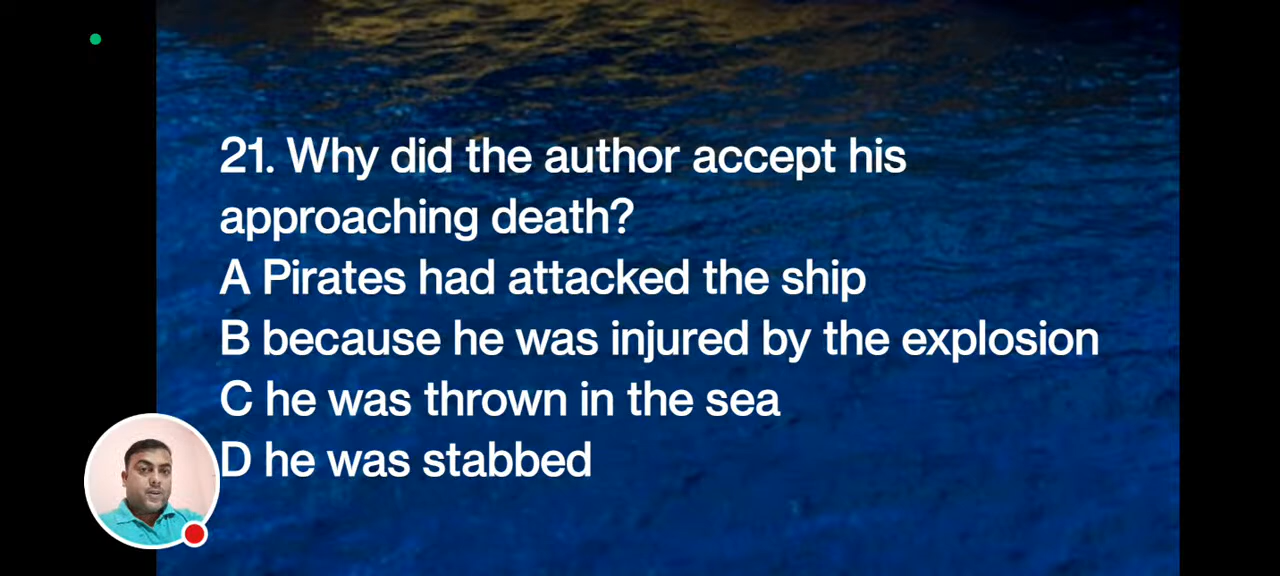 21. Why did the author accept his
approaching death?
A Pirates had attacked the ship
B because he was injured by the explosion
C he was thrown in the sea
D he was stabbed